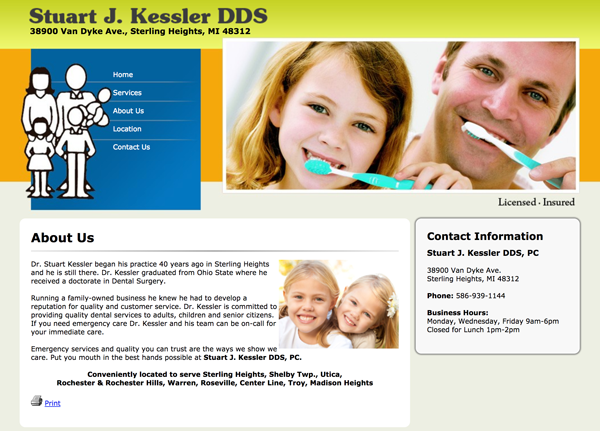 Stuart J. Kessler DDS
38900 Van Dyke Ave., Sterling Heights, MI 48312
Home
Services
About Us
Location
Contact Us
Licensed · Insured
About Us
Dr. Stuart Kessler began his practice 40 years ago in Sterling Heights
and he is still there. Dr. Kessler graduated from Ohio State where he
received a doctorate in Dental Surgery.
Running a family-owned business he knew he had to develop a
reputation for quality and customer service. Dr. Kessler is committed to
providing quality dental services to adults, children and senior citizens.
If you need emergency care Dr. Kessler and his team can be on-call for
your immediate care.
Emergency services and quality you can trust are the ways we show we
care. Put you mouth in the best hands possible at Stuart J. Kessler DDS, PC.
Conveniently located to serve Sterling Heights, Shelby Twp., Utica,
Rochester & Rochester Hills, Warren, Roseville, Center Line, Troy, Madison Heights
Print
Contact Information
Stuart J. Kessler DDS, PC
38900 Van Dyke Ave.
Sterling Heights, MI 48312
Phone: 586-939-1144
Business Hours:
Monday, Wednesday, Friday 9am-6pm
Closed for Lunch 1pm-2pm